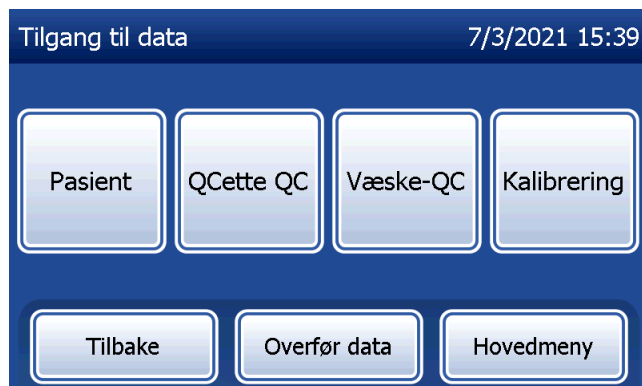 Tilgang til data 7/3/2021 15:39
Pasient QCette QC Væske-QC Kalibrering
Tilbake Overfør data Hovedmeny